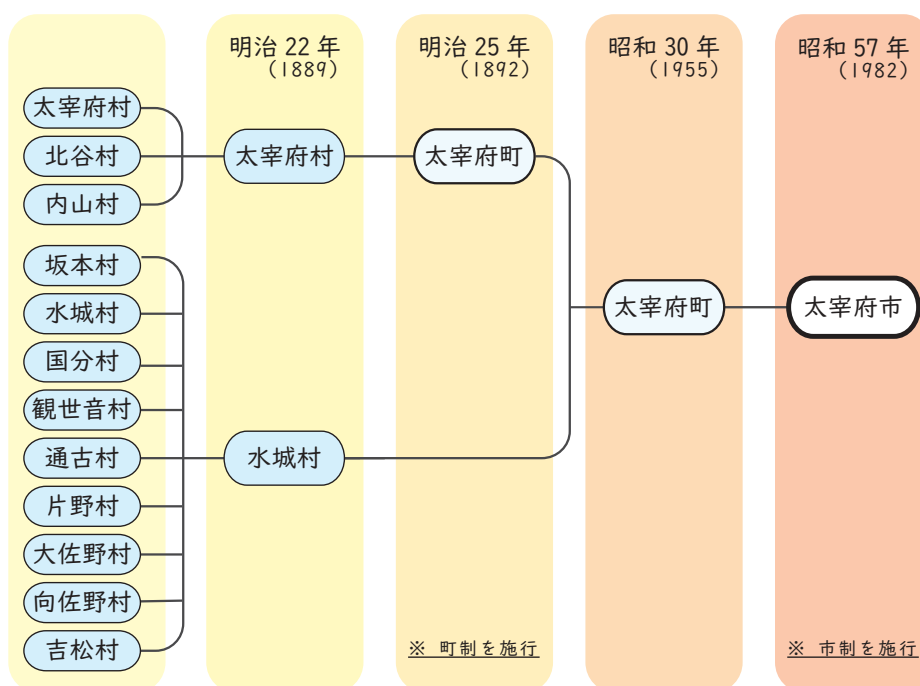 明治 22 年
(1889)
明治 25 年
(1892)
昭和 30 年
(1955)
昭和 57 年
(1982)
太宰府村
北谷村
内山村
坂本村
水城村
国分村
観世音村
通古村
片野村
大佐野村
向佐野村
吉松村
太宰府村
水城村
太宰府町
※ 町制を施行
太宰府町
太宰府市
※ 市制を施行